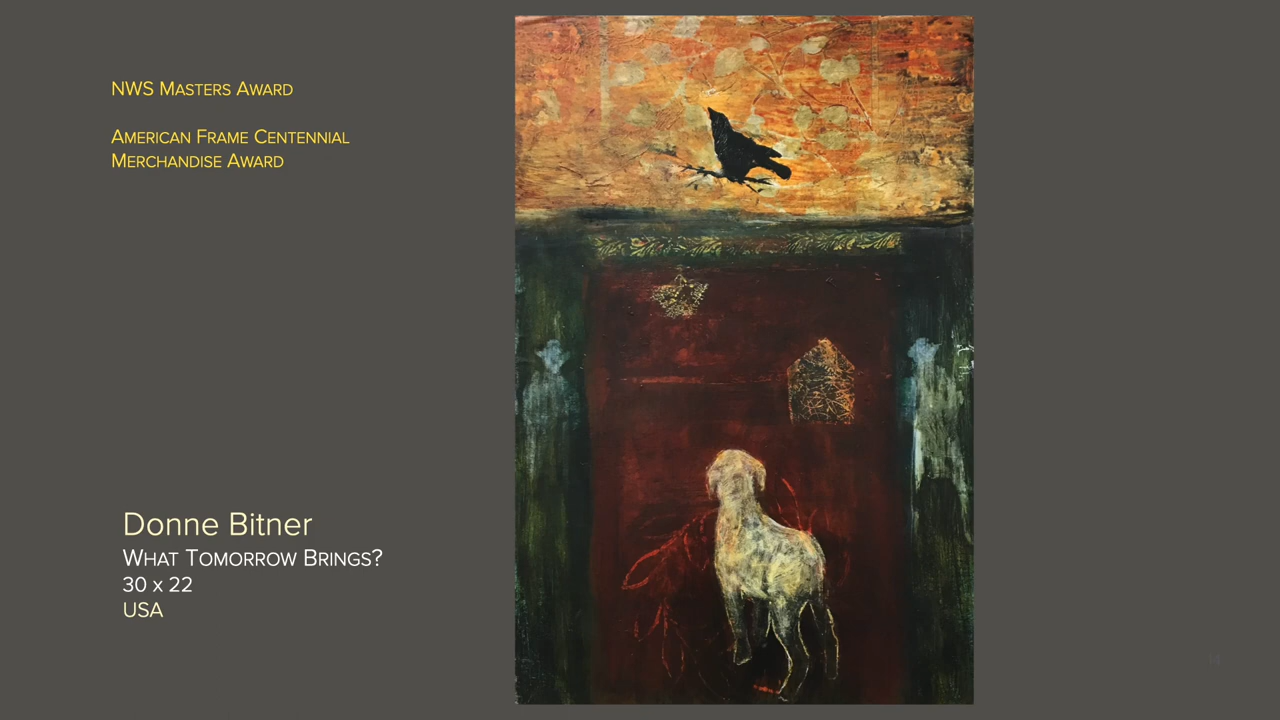 NWS Masters Award
American Frame Centennial
Merchandise Award
Donne Bitner
What Tomorrow Brings?
30 x 22
USA